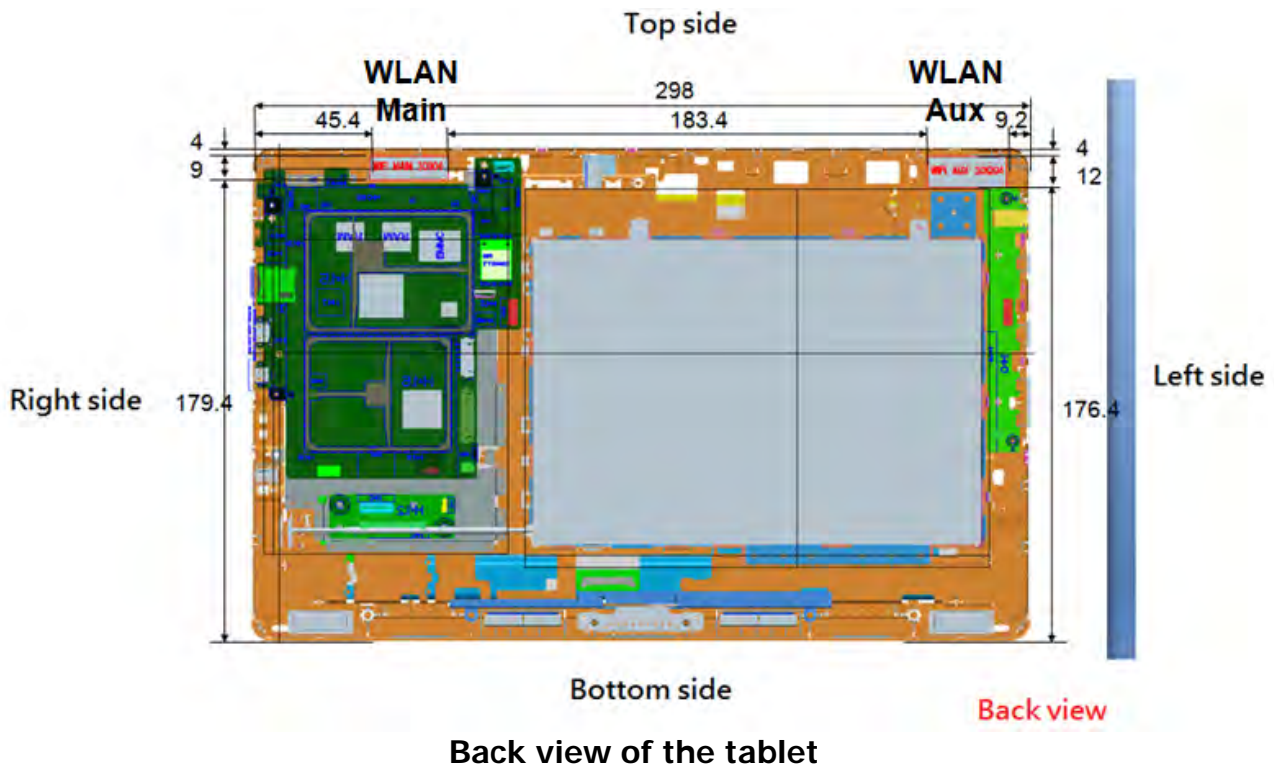 Top side
WLAN
Main
WLAN
Aux
298
45.4
183.4
9.2
4
9
4
12
EMMC
Right side
179.4
176.4
Left side
Bottom side
Back view
Back view of the tablet